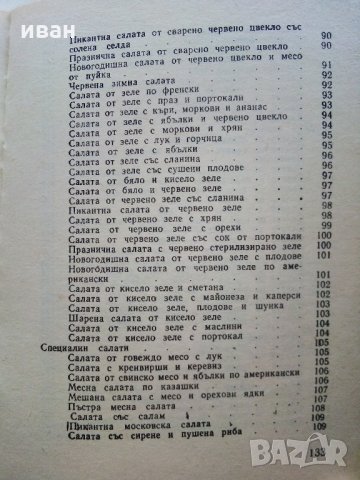 иван
Пикантна салата от сварено червено цвекло със
солена селда 90
Празнична салата от сварено червено цвекло 90
Новогодишна салата от червено цвекло и месо
от пуйка 91
Червена зимна салата 92
Салата от зеле по френски 92
Салата от зеле с праз и портокали 93
Салата от зеле с къри, моркови и ананас 93
Салата от зеле с ябълки и червено цвекло 94
Салата от зеле с моркови и хрян 94
Салата от зеле с лук и горчица 95
Салата от зеле с ябълки 95
Салата от зеле със сланина 96
Салата от зеле със сушени плодове 96
Салата от бяло и кисело зеле 96
Салата от бяло и червено зеле 97
Салата от червено зеле със сланина 97
Пикантна салата от червено зеле 98
Салата от червено зеле с хрян 98
Салата от червено зеле с орехи 99
Салата от червено зеле със сок от портокали 100
Празнична салата с червено стерилизирано зеле 100
Новогодишна салата от червено зеле с плодове 101
Новогодишна салата от червено зеле по аме-
рикански 101
Салата от кисело зеле и сметана 102
Салата от кисело зеле с майонеза и каперси 102
Салата от кисело зеле, плодове и шунка 103
Шарена салата от кисело зеле 104
Салата от кисело зеле с маслини 104
Салата от кисело зеле с портокал 105
Специални салати 105
Салата от говеждо месо с лук 105
Салата с кренвирши и керевиз 106
Салата от свинско месо и ябълки по американски 106
Месна салата по казашки 107
Мешана салата с месо и орехови ядки 107
Пъстра месна салата 108
Салата със салам 109
Пикантна московска салата 109
Салата със сирене и пушена риба
133
bazar.bg